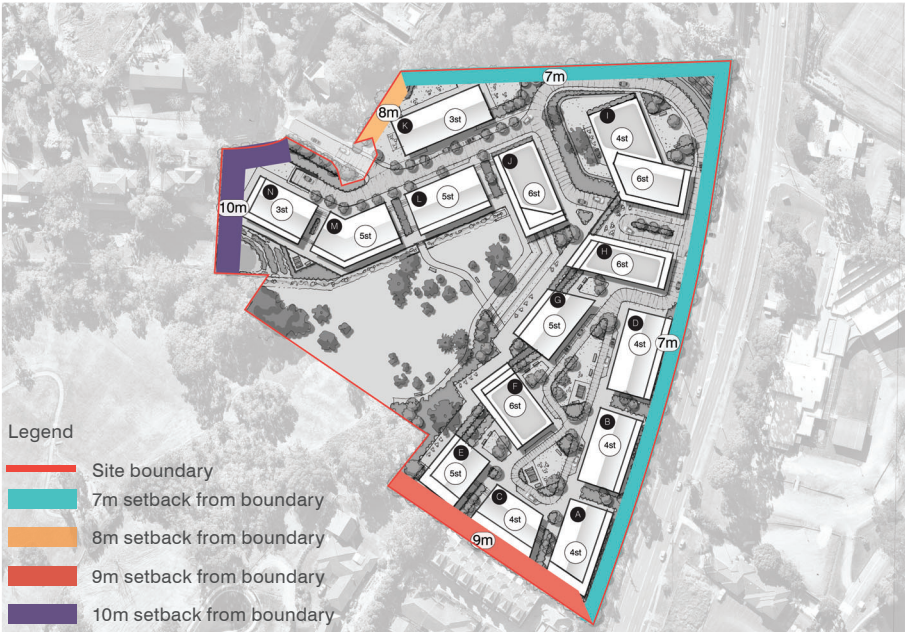 7m
8m
K
3st
I
4st
J
6st
6st
N
3st
10m
L
5st
M
5st
H
6st
G
5st
D
4st
7m
F
6st
B
4st
E
5st
C
4st
A
4st
9m
Legend
Site boundary
7m setback from boundary
8m setback from boundary
9m setback from boundary
10m setback from boundary